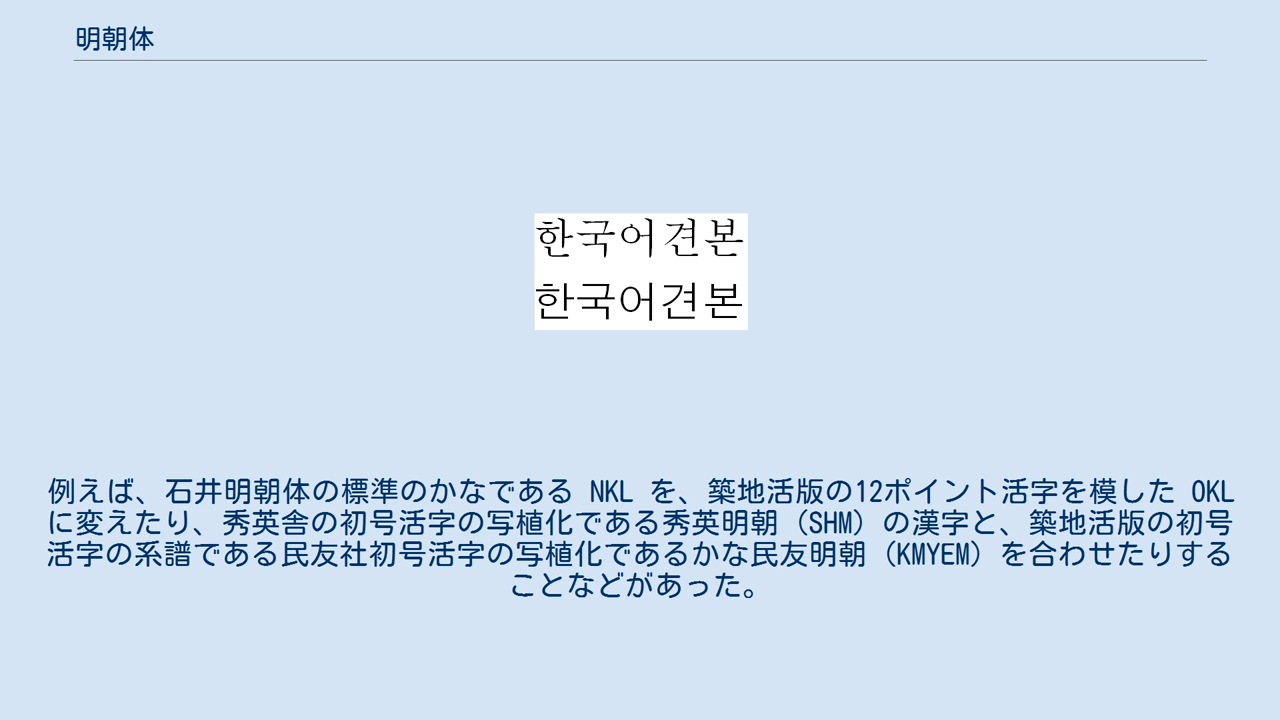 明朝体
한국어견본
한국어견본
例えば、石井明朝体の標準のかなである NKL を、築地活版の12ポイント活字を模した OKL
に変えたり、秀英舎の初号活字の写植化である秀英明朝（SHM）の漢字と、築地活版の初号
活字の系譜である民友社初号活字の写植化であるかな民友明朝（KMYEM）を合わせたりする
ことなどがあった。